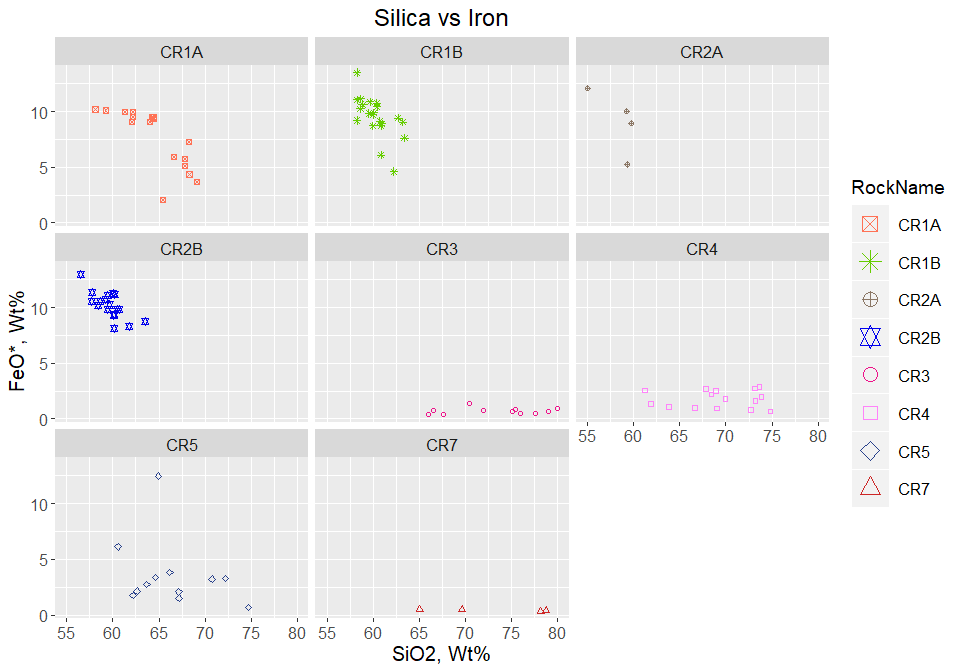 Silica vs Iron
CR1A CR1B CR2A
10
5
0
CR2B CR3 CR4
10
5
0
55 60 65 70 75 80
CR5 CR7
10
5
0
55 60 65 70 75 80 55 60 65 70 75 80
SiO2, Wt%
FeO*, Wt%
RockName
CR1A
CR1B
CR2A
CR2B
CR3
CR4
CR5
CR7